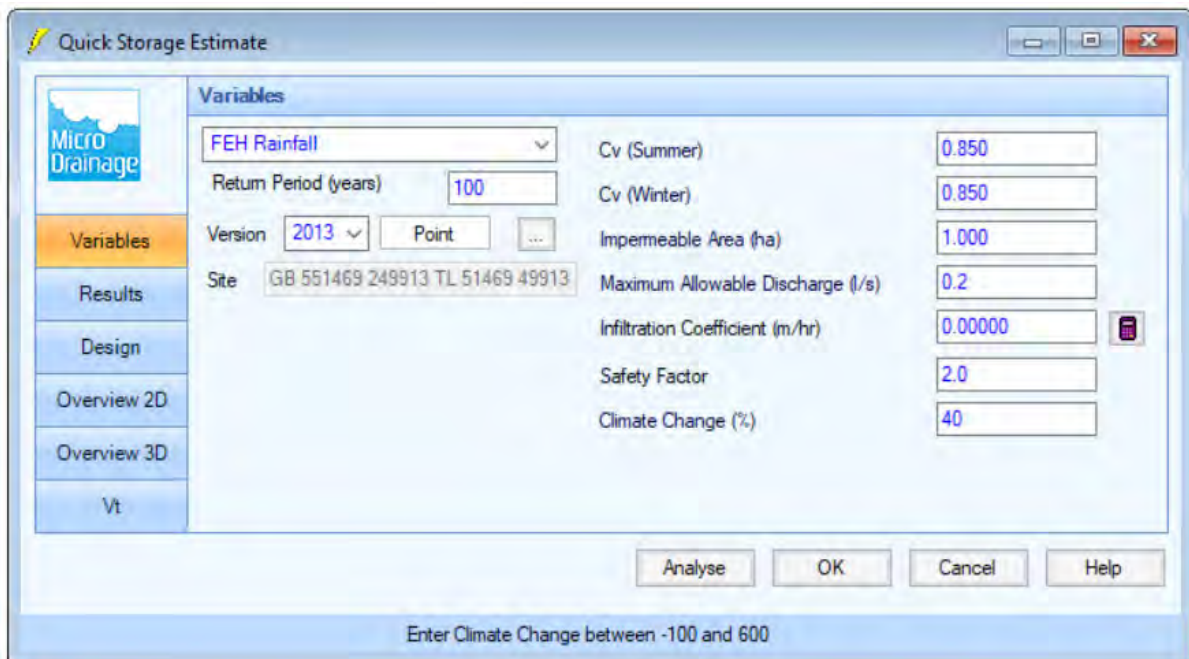 Quick Storage Estimate
Micro
Drainage
Variables
Results
Design
Overview 2D
Overview 3D
Vt
Variables
FEH Rainfall
Return Period (years) 100
Version 2013 Point ...
Site GB 551469 249913 TL 51469 49913
Cv (Summer) 0.850
Cv (Winter) 0.850
Impermeable Area (ha) 1.000
Maximum Allowable Discharge (l/s) 0.2
Infiltration Coefficient (m/hr) 0.00000
Safety Factor 2.0
Climate Change (%) 40
Analyse OK Cancel Help
Enter Climate Change between -100 and 600